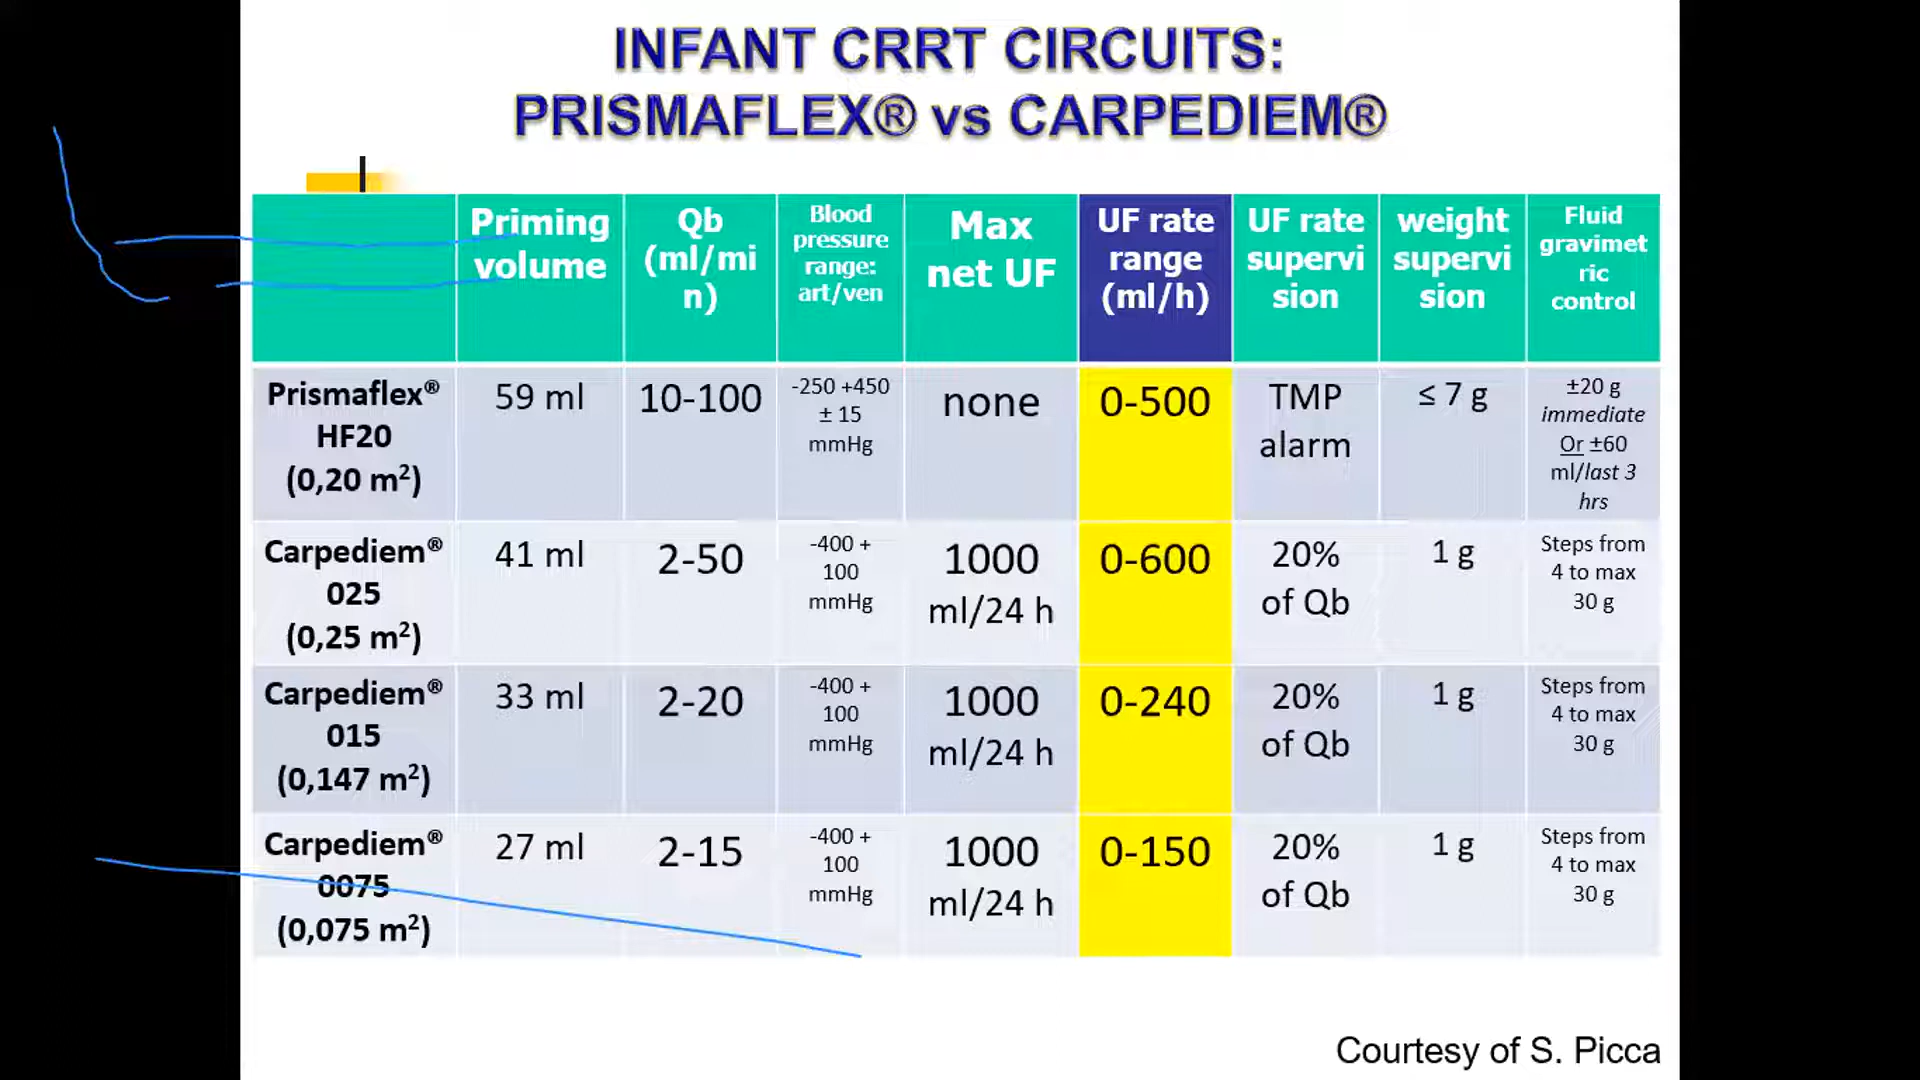 INFANT CRRT CIRCUITS:
PRISMAFLEX® vs CARPEDIEM®
Priming
volume
Qb
(ml/mi
n)
Blood
pressure
range:
art/ven
Max
net UF
UF rate
range
(ml/h)
UF rate
supervi
sion
weight
supervi
sion
Fluid
gravimet
ric
control
Prismaflex®
HF20
(0,20 m²)
59 ml
10-100
-250 +450
± 15
mmHg
none
0-500
TMP
alarm
≤ 7 g
±20 g
immediate
Or ±60
ml/last 3
hrs
Carpediem®
025
(0,25 m²)
41 ml
2-50
-400 +
100
mmHg
1000
ml/24 h
0-600
20%
of Qb
1 g
Steps from
4 to max
30 g
Carpediem®
015
(0,147 m²)
33 ml
2-20
-400 +
100
mmHg
1000
ml/24 h
0-240
20%
of Qb
1 g
Steps from
4 to max
30 g
Carpediem®
0075
(0,075 m²)
27 ml
2-15
-400 +
100
mmHg
1000
ml/24 h
0-150
20%
of Qb
1 g
Steps from
4 to max
30 g
Courtesy of S. Picca